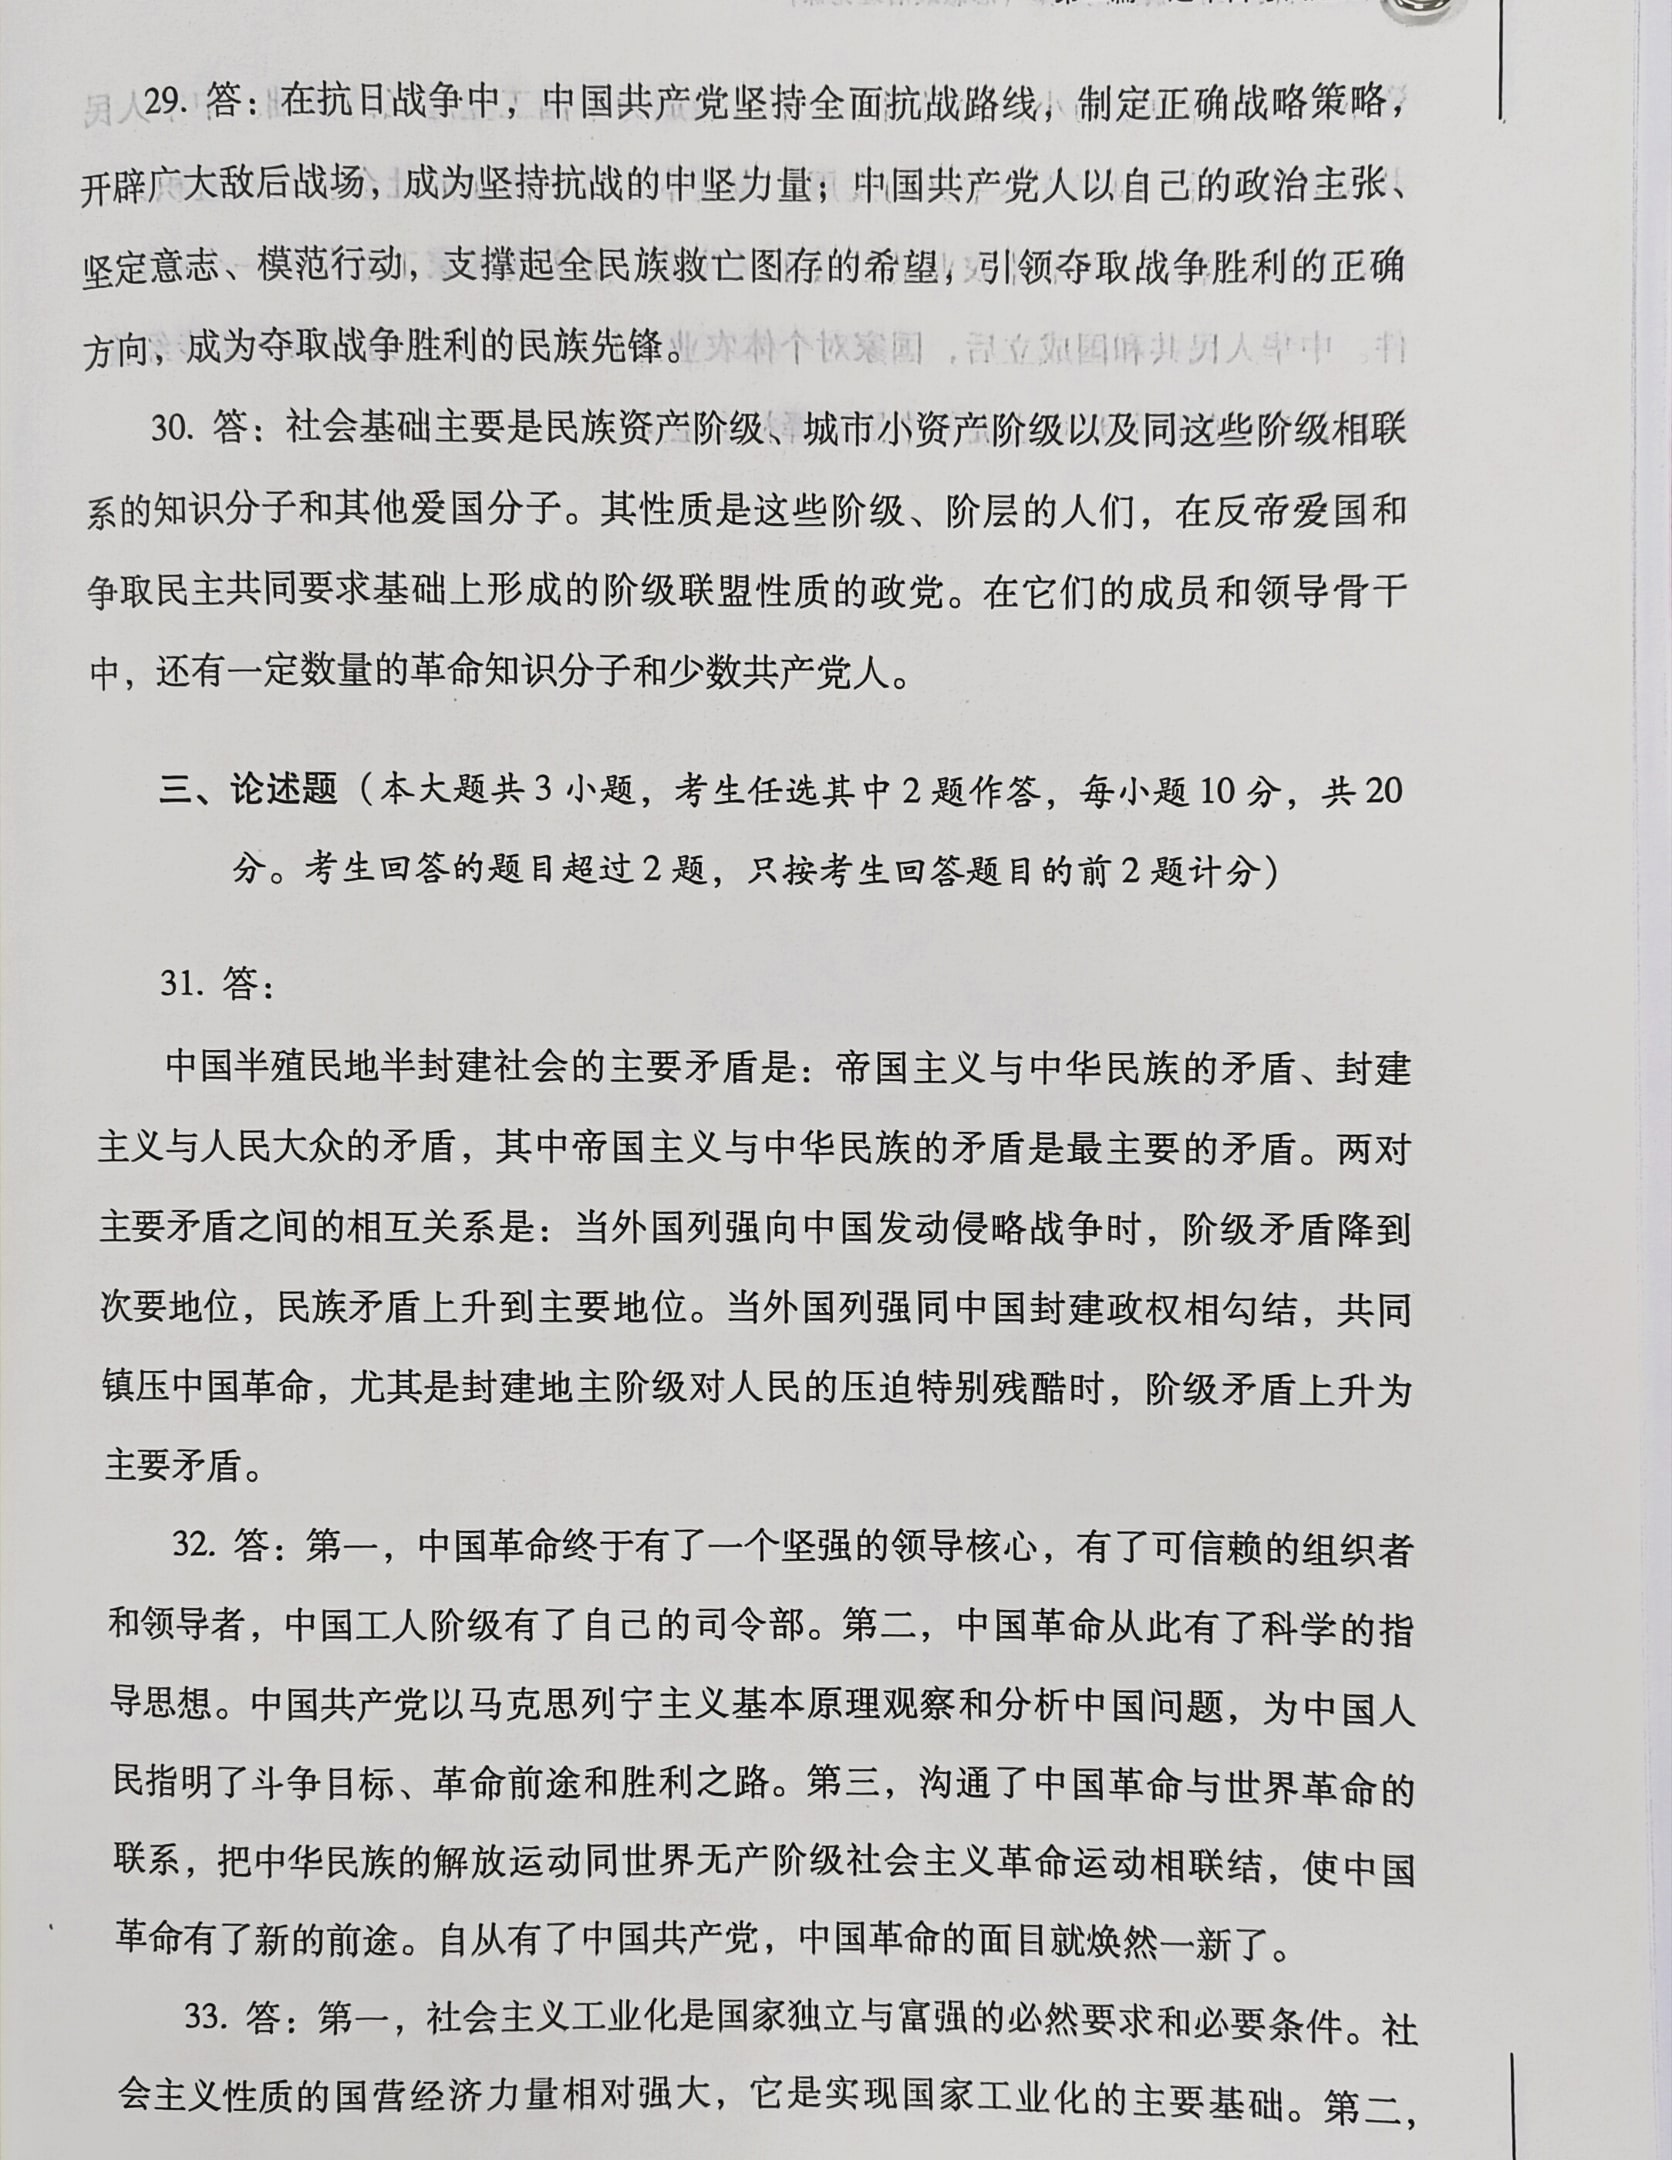 29. 答：在抗日战争中，中国共产党坚持全面抗战路线，制定正确战略策略，
开辟广大敌后战场，成为坚持抗战的中坚力量；中国共产党人以自己的政治主张、
坚定意志、模范行动，支撑起全民族救亡图存的希望，引领夺取战争胜利的正确
方向，成为夺取战争胜利的民族先锋。
30. 答：社会基础主要是民族资产阶级、城市小资产阶级以及同这些阶级相联
系的知识分子和其他爱国分子。其性质是这些阶级、阶层的人们，在反帝爱国和
争取民主共同要求基础上形成的阶级联盟性质的政党。在它们的成员和领导骨干
中，还有一定数量的革命知识分子和少数共产党人。
三、论述题（本大题共3小题，考生任选其中2题作答，每小题10分，共20
分。考生回答的题目超过2题，只按考生回答题目的前2题计分）
31. 答：
中国半殖民地半封建社会的主要矛盾是：帝国主义与中华民族的矛盾、封建
主义与人民大众的矛盾，其中帝国主义与中华民族的矛盾是最主要的矛盾。两对
主要矛盾之间的相互关系是：当外国列强向中国发动侵略战争时，阶级矛盾降到
次要地位，民族矛盾上升到主要地位。当外国列强同中国封建政权相勾结，共同
镇压中国革命，尤其是封建地主阶级对人民的压迫特别残酷时，阶级矛盾上升为
主要矛盾。
32. 答：第一，中国革命终于有了一个坚强的领导核心，有了可信赖的组织者
和领导者，中国工人阶级有了自己的司令部。第二，中国革命从此有了科学的指
导思想。中国共产党以马克思列宁主义基本原理观察和分析中国问题，为中国人
民指明了斗争目标、革命前途和胜利之路。第三，沟通了中国革命与世界革命的
联系，把中华民族的解放运动同世界无产阶级社会主义革命运动相联结，使中国
革命有了新的前途。自从有了中国共产党，中国革命的面目就焕然一新了。
33. 答：第一，社会主义工业化是国家独立与富强的必然要求和必要条件。社
会主义性质的国营经济力量相对强大，它是实现国家工业化的主要基础。第二，